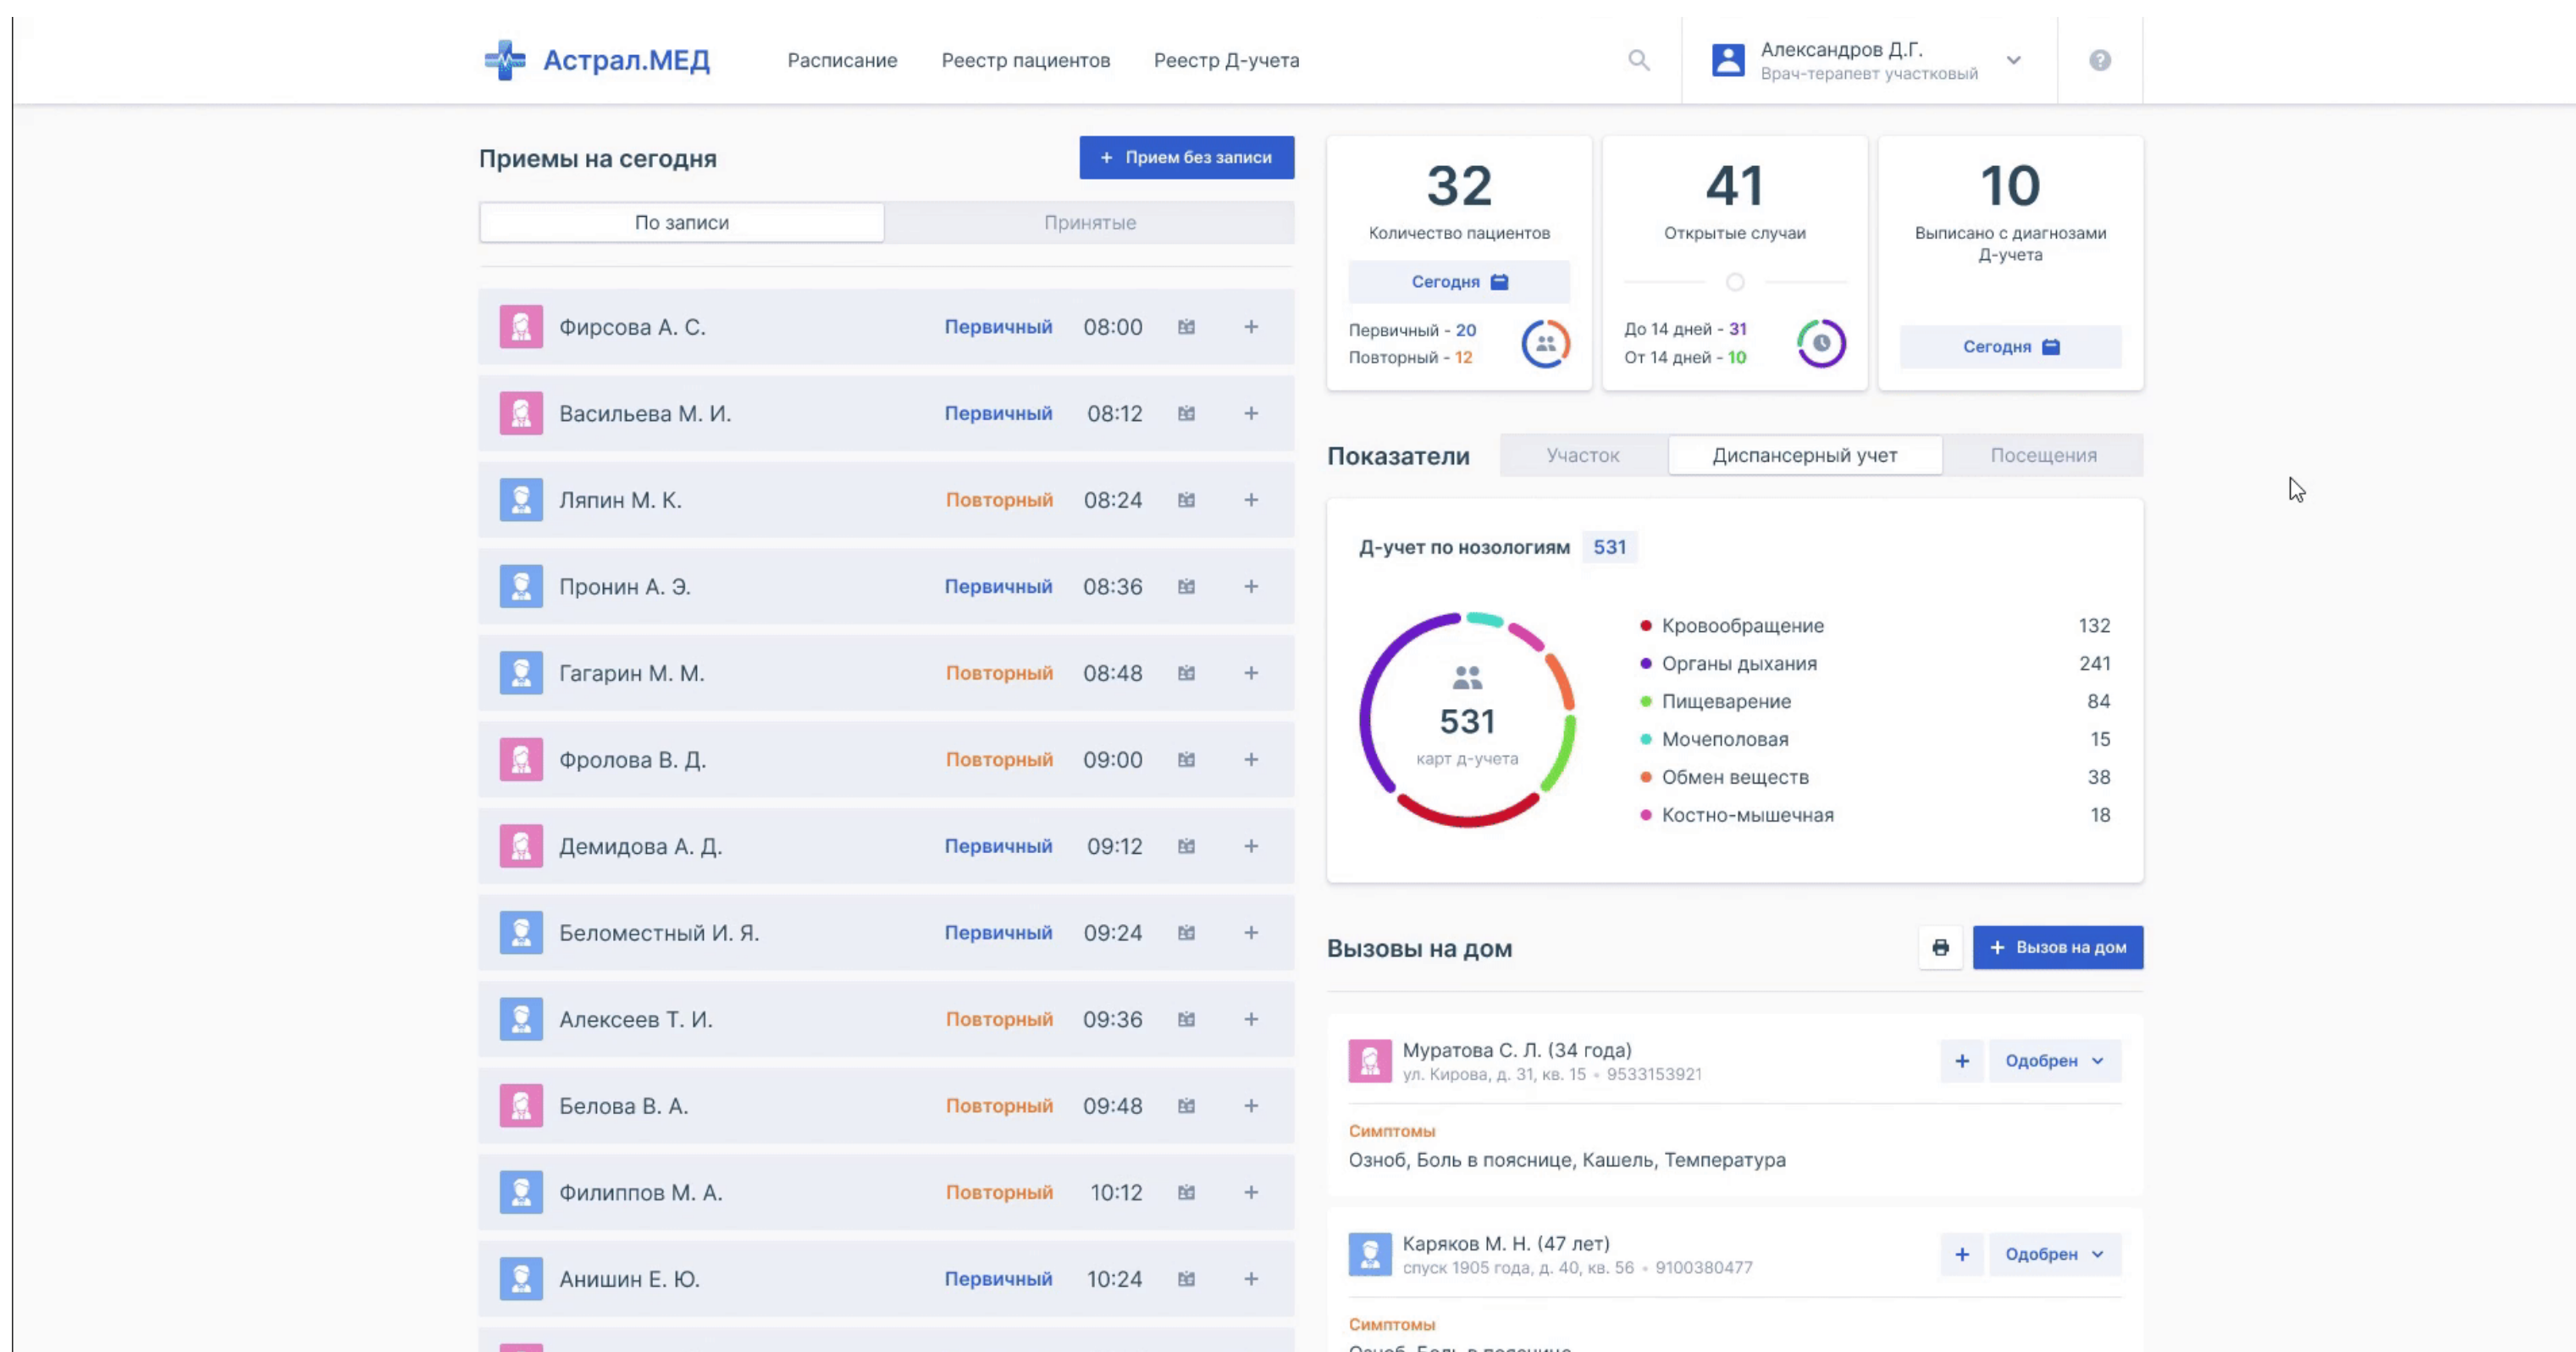 Астрал.МЕД
Расписание
Реестр пациентов
Реестр Д-учета
Александров Д.Г.
Врач-терапевт участковый
?
Приемы на сегодня
+ Прием без записи
По записи
Принятые
Фирсова А. С. Первичный 08:00 +
Васильева М. И. Первичный 08:12 +
Ляпин М. К. Повторный 08:24 +
Пронин А. Э. Первичный 08:36 +
Гагарин М. М. Повторный 08:48 +
Фролова В. Д. Повторный 09:00 +
Демидова А. Д. Первичный 09:12 +
Беломестный И. Я. Первичный 09:24 +
Алексеев Т. И. Повторный 09:36 +
Белова В. А. Повторный 09:48 +
Филиппов М. А. Повторный 10:12 +
Анишин Е. Ю. Первичный 10:24 +
32
Количество пациентов
Сегодня
Первичный - 20
Повторный - 12
41
Открытые случаи
До 14 дней - 31
От 14 дней - 10
10
Выписано с диагнозами
Д-учета
Сегодня
Показатели
Участок
Диспансерный учет
Посещения
Д-учет по нозологиям 531
531
карт д-учета
Кровообращение 132
Органы дыхания 241
Пищеварение 84
Мочеполовая 15
Обмен веществ 38
Костно-мышечная 18
Вызовы на дом
+ Вызов на дом
Муратова С. Л. (34 года)
ул. Кирова, д. 31, кв. 15 • 9533153921
+ Одобрен
Симптомы
Озноб, Боль в пояснице, Кашель, Температура
Каряков М. Н. (47 лет)
спуск 1905 года, д. 40, кв. 56 • 9100380477
+ Одобрен
Симптомы